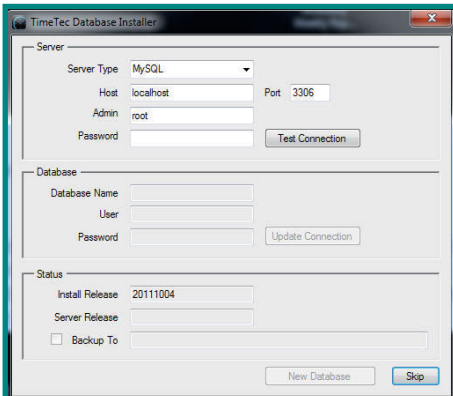 TimeTec Database Installer
Server
Server Type MySQL
Host localhost Port 3306
Admin root
Password Test Connection
Database
Database Name
User
Password Update Connection
Status
Install Release 20111004
Server Release
Backup To
New Database Skip